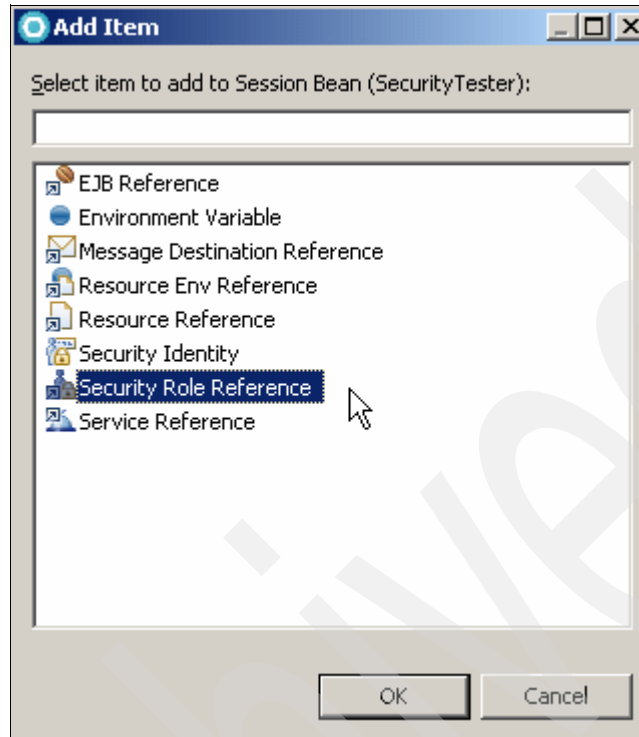 Add Item
Select item to add to Session Bean (SecurityTester):
EJB Reference
Environment Variable
Message Destination Reference
Resource Env Reference
Resource Reference
Security Identity
Security Role Reference
Service Reference
OK Cancel